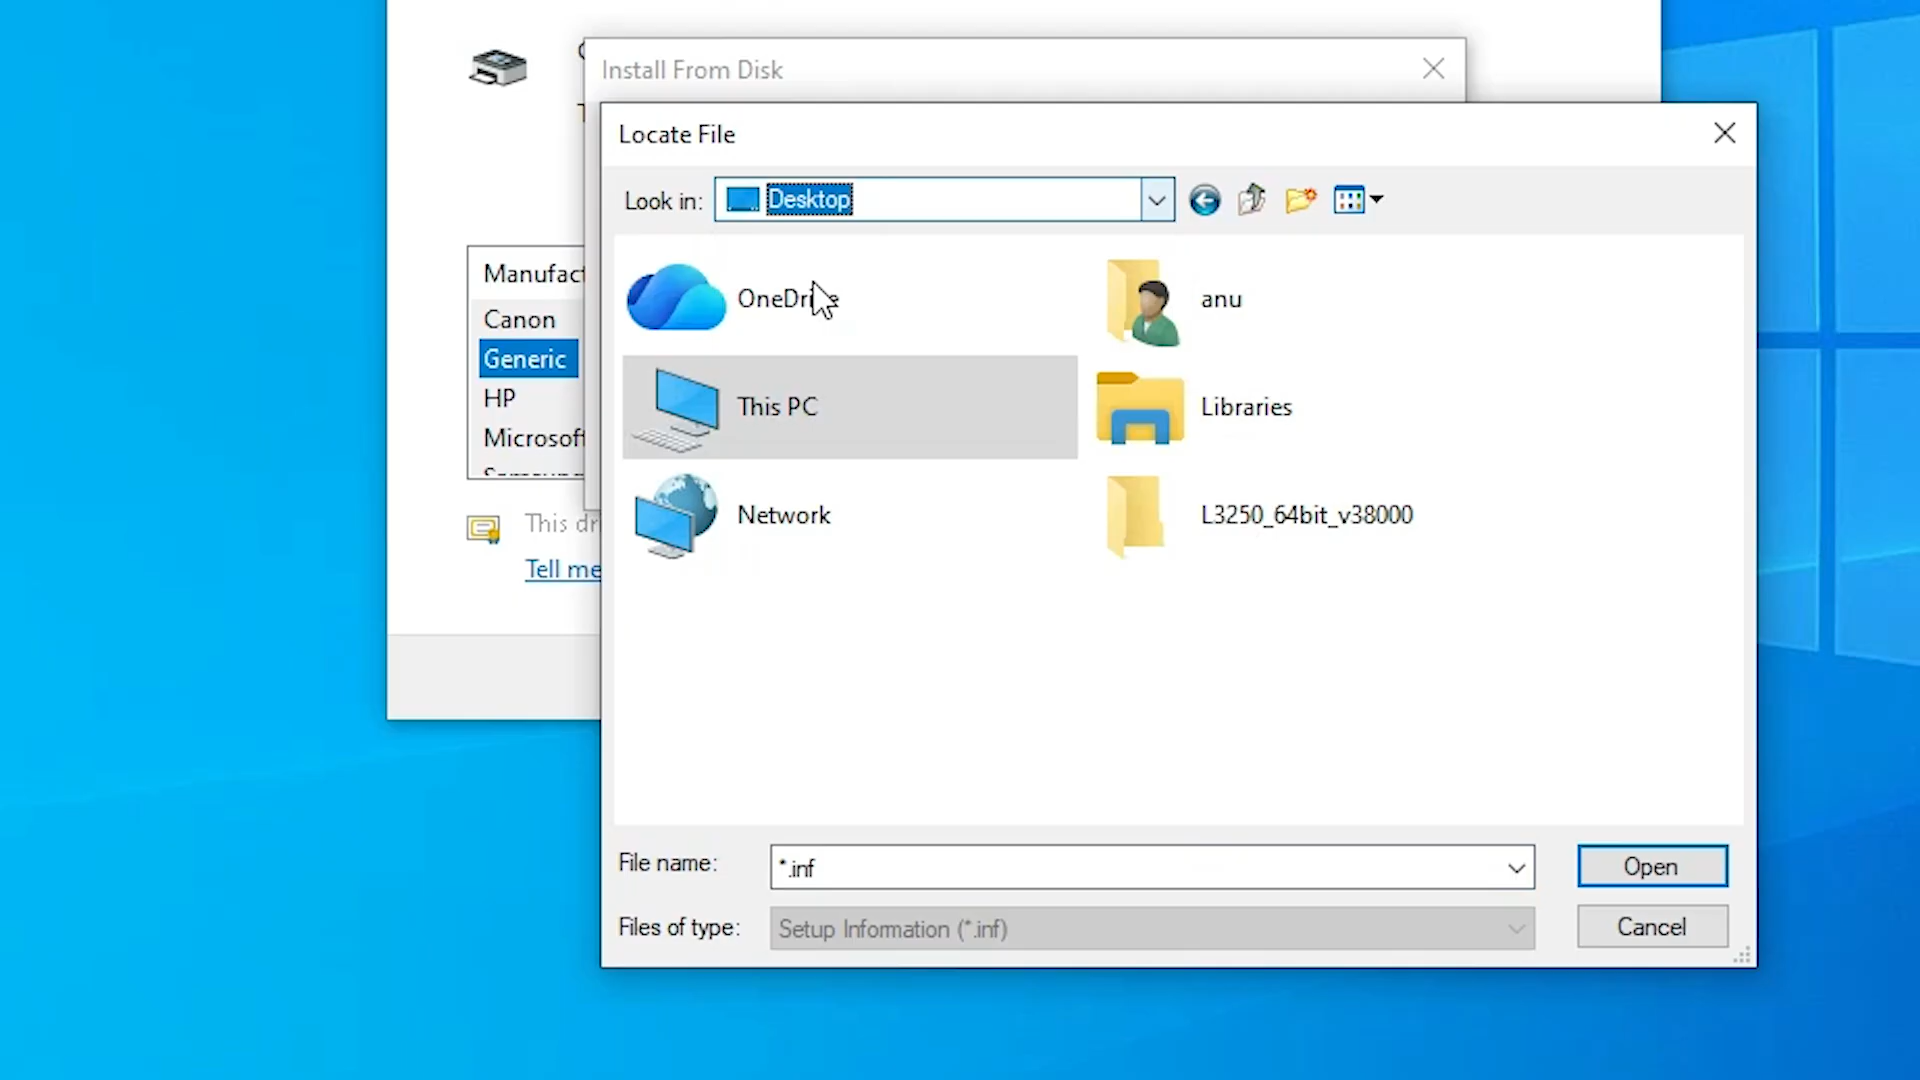 Install From Disk
Locate File
Look in:
Desktop
OneDrive
anu
This PC
Libraries
Network
L3250_64bit_v38000
File name:
*.inf
Open
Files of type:
Setup Information (*.inf)
Cancel
Manufact
Canon
Generic
HP
Microsoft
This dr
Tell me